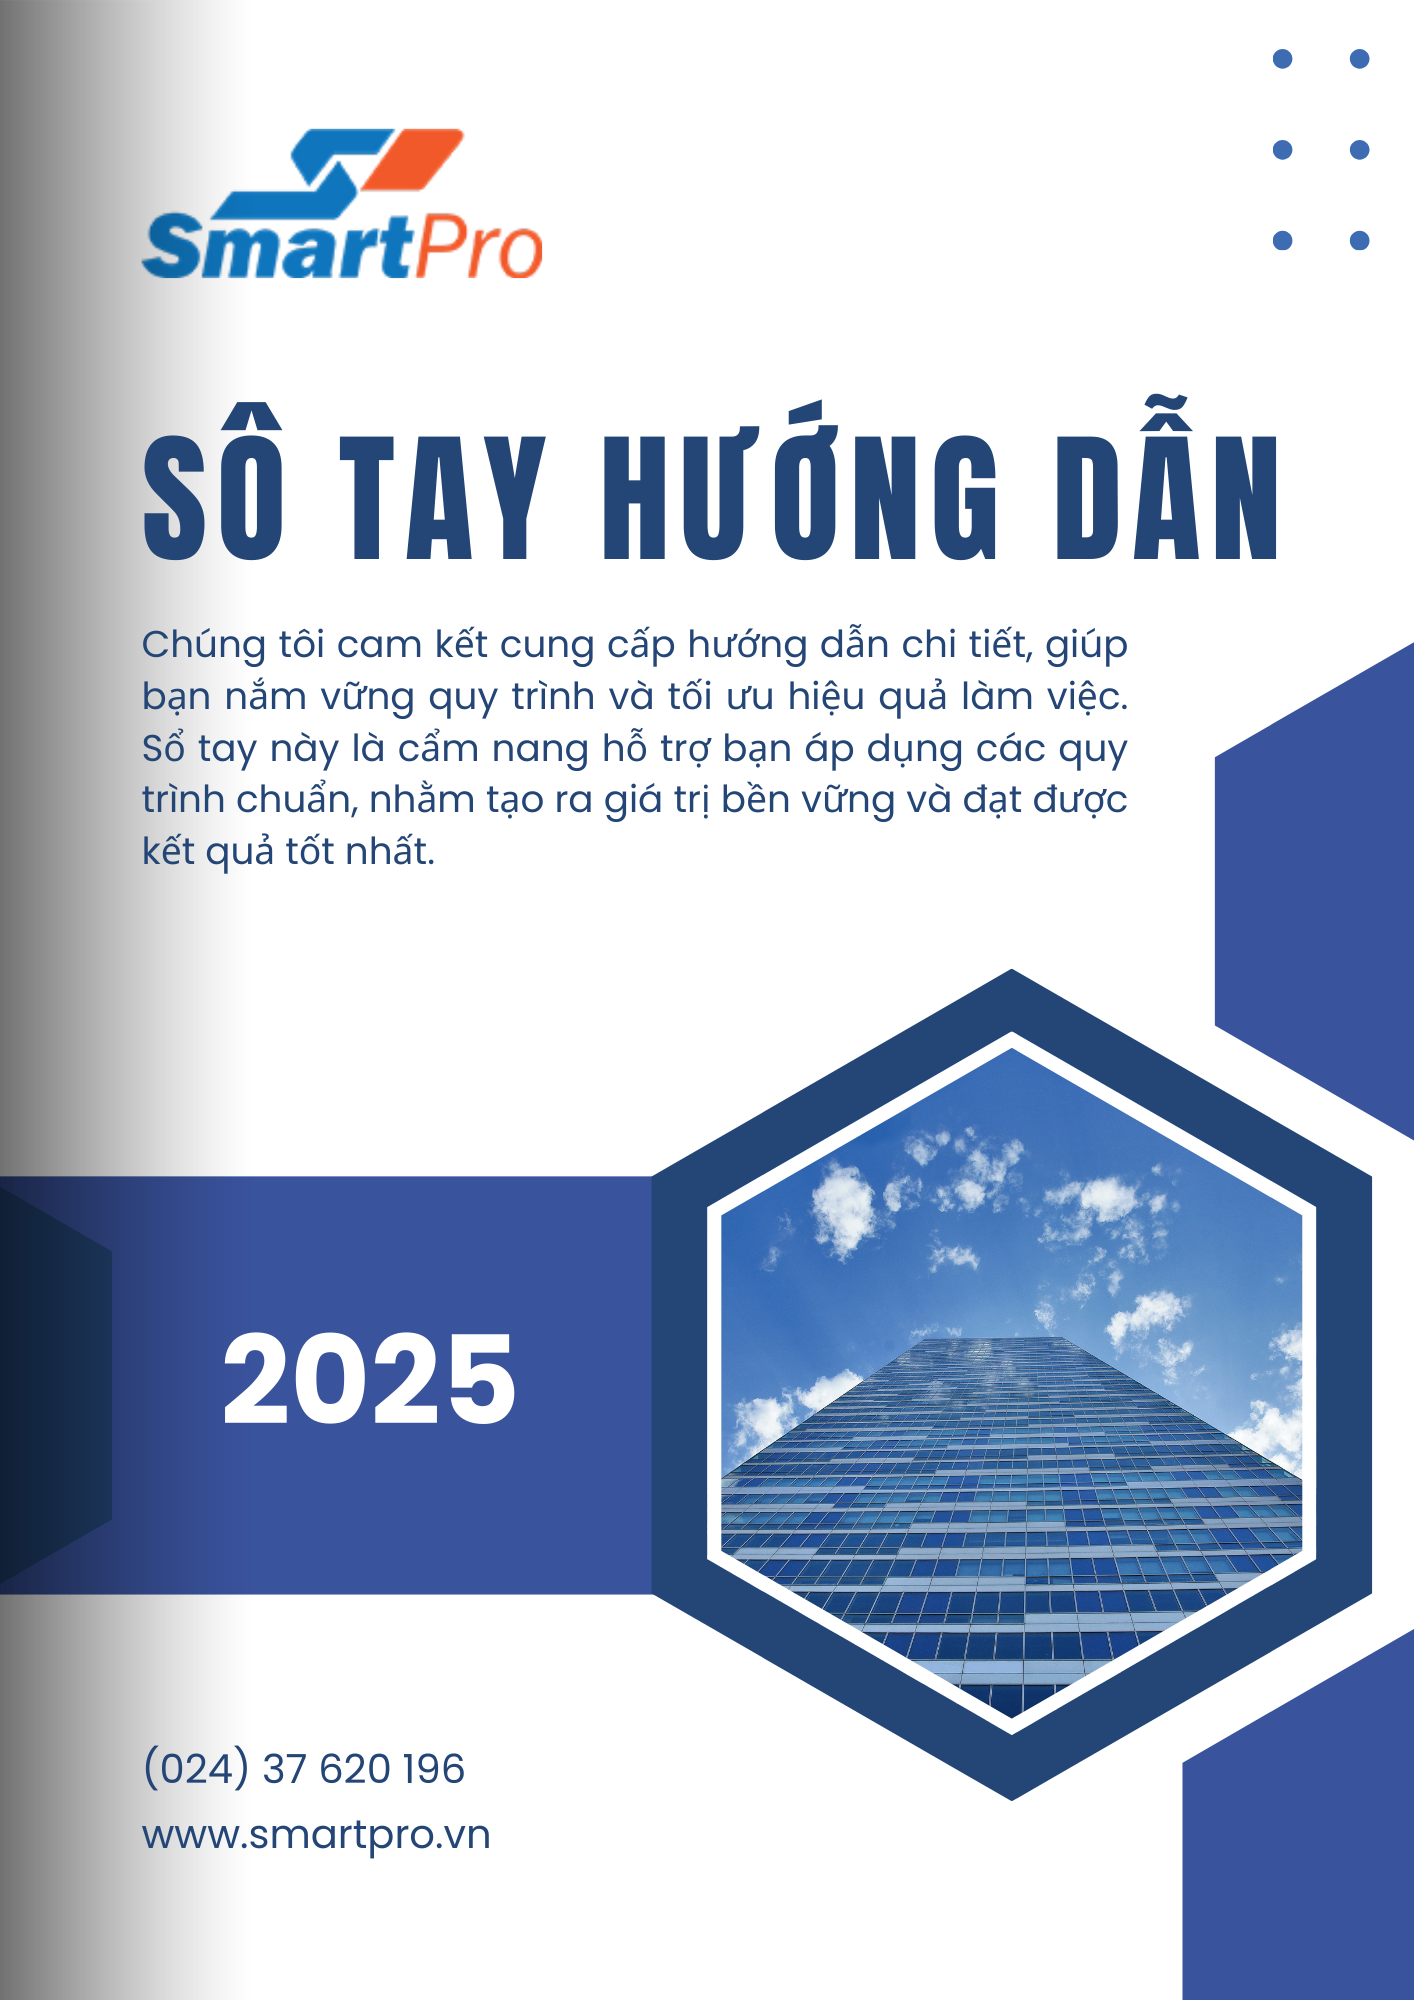 SmartPro
SÔ TAY HƯỚNG DẪN
Chúng tôi cam kết cung cấp hướng dẫn chi tiết, giúp
bạn nắm vững quy trình và tối ưu hiệu quả làm việc.
Sổ tay này là cẩm nang hỗ trợ bạn áp dụng các quy
trình chuẩn, nhằm tạo ra giá trị bền vững và đạt được
kết quả tốt nhất.
2025
(024) 37 620 196
www.smartpro.vn